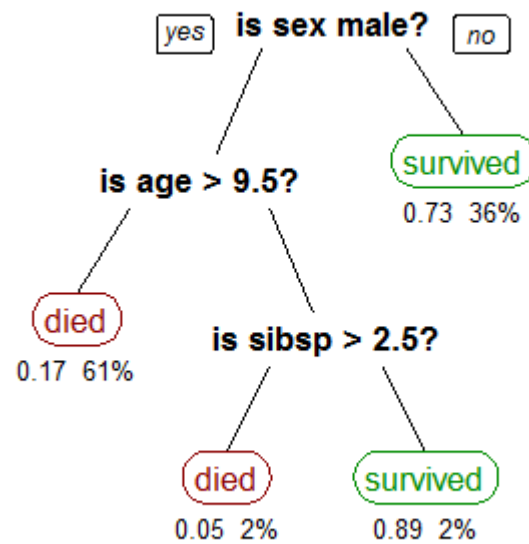 yes is sex male? no
survived
is age > 9.5?
0.73 36%
died
0.17 61%
is sibsp > 2.5?
died survived
0.05 2% 0.89 2%